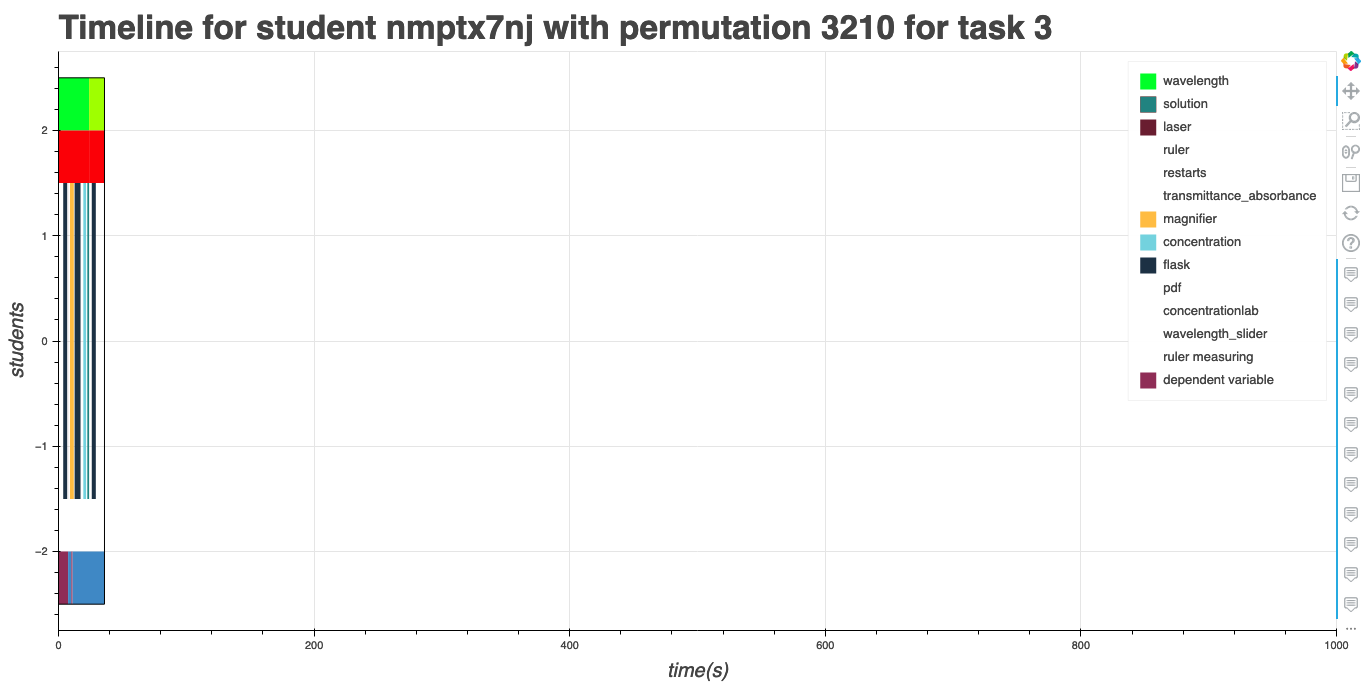 Timeline for student nmptx7nj with permutation 3210 for task 3
wavelength
solution
laser
ruler
restarts
transmittance_absorbance
magnifier
concentration
flask
pdf
concentrationlab
wavelength_slider
ruler measuring
dependent variable
students
2
1
0
−1
−2
0 200 400 600 800 1000
time(s)